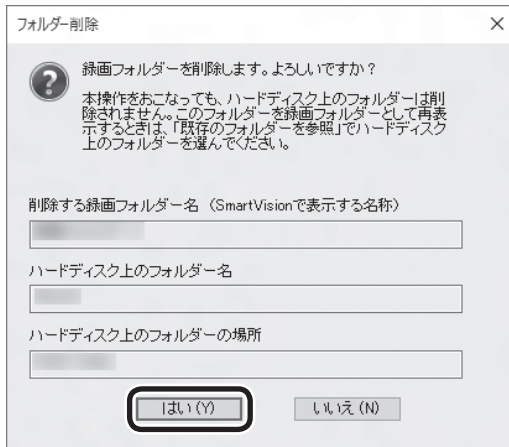 フォルダー削除
録画フォルダーを削除します。よろしいですか？
本操作をおこなっても、ハードディスク上のフォルダーは削
除されません。このフォルダーを録画フォルダーとして再表
示するときは、「既存のフォルダーを参照」でハードディスク
上のフォルダーを選んでください。
削除する録画フォルダー名（SmartVisionで表示する名称）
ハードディスク上のフォルダー名
ハードディスク上のフォルダーの場所
はい(Y) いいえ(N)